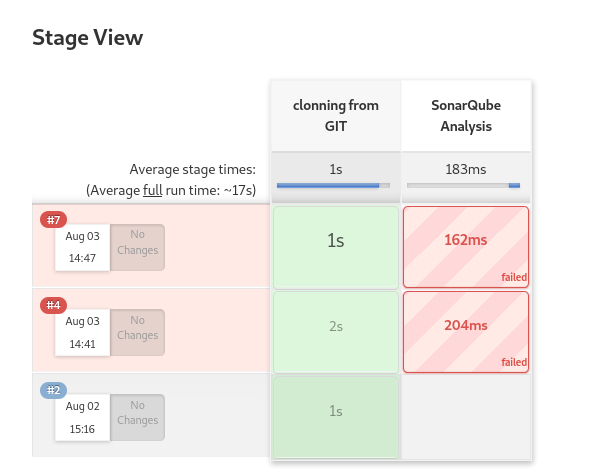 Stage View
clonning from
GIT
SonarQube
Analysis
Average stage times:
(Average full run time: ~17s)
1s
183ms
#7
Aug 03
14:47
No
Changes
1s
162ms
failed
#4
Aug 03
14:41
No
Changes
2s
204ms
failed
#2
Aug 02
15:16
No
Changes
1s